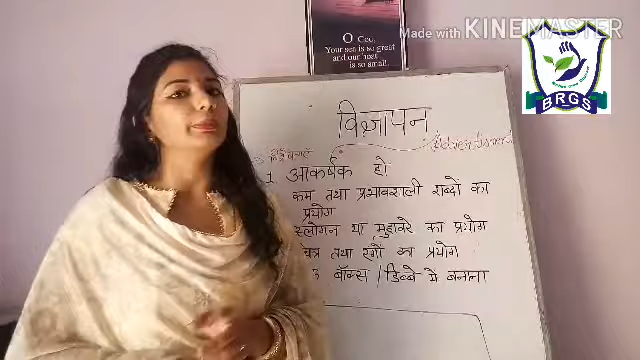 Made with KINEMASTER
O God,
Your sea is so great
and our boat
is so small.
BRGS
विज्ञापन
Advertisement
1 आकर्षक हो
कम तथा प्रभावशाली शब्दों का
प्रयोग
स्लोगन या मुहावरे का प्रयोग
चित्र तथा रंगों का प्रयोग
बॉक्स / डिब्बे में बनाना